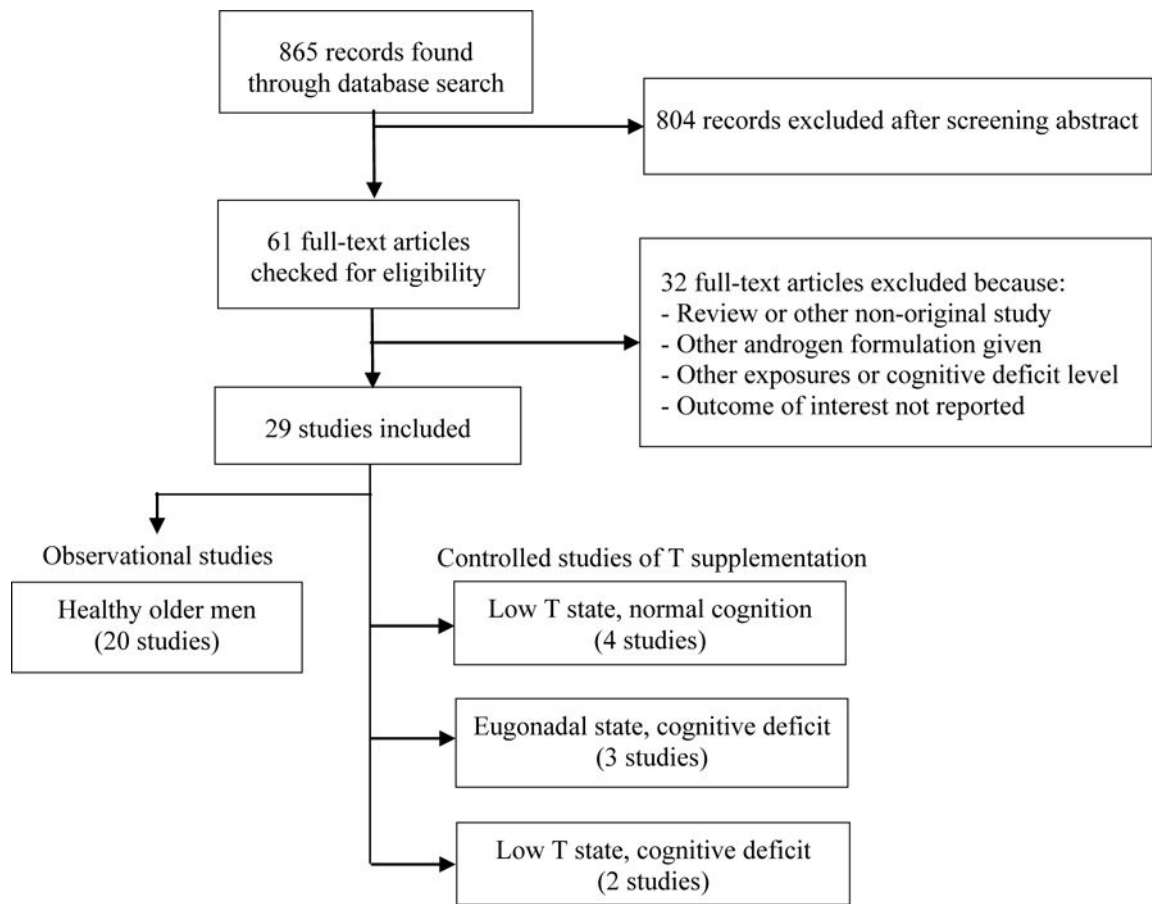 865 records found
through database search
804 records excluded after screening abstract
61 full-text articles
checked for eligibility
32 full-text articles excluded because:
- Review or other non-original study
- Other androgen formulation given
- Other exposures or cognitive deficit level
- Outcome of interest not reported
29 studies included
Observational studies
Healthy older men
(20 studies)
Controlled studies of T supplementation
Low T state, normal cognition
(4 studies)
Eugonadal state, cognitive deficit
(3 studies)
Low T state, cognitive deficit
(2 studies)